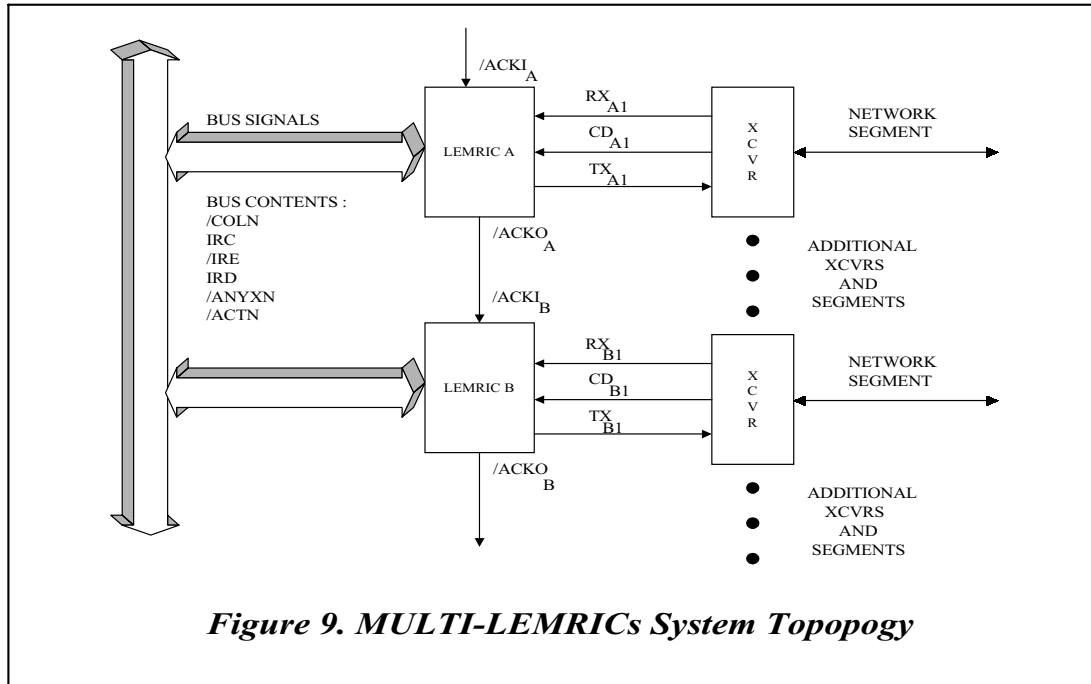 /ACKI A
BUS SIGNALS
LEMRIC A
RX A1
CD A1
TX A1
XCVR
NETWORK
SEGMENT
BUS CONTENTS :
/COLN
IRC
/IRE
IRD
/ANYXN
/ACTN
/ACKO A
ADDITIONAL
XCVRS
AND
SEGMENTS
/ACKI B
LEMRIC B
RX B1
CD B1
TX B1
XCVR
NETWORK
SEGMENT
/ACKO B
ADDITIONAL
XCVRS
AND
SEGMENTS
Figure 9. MULTI-LEMRICs System Topopogy